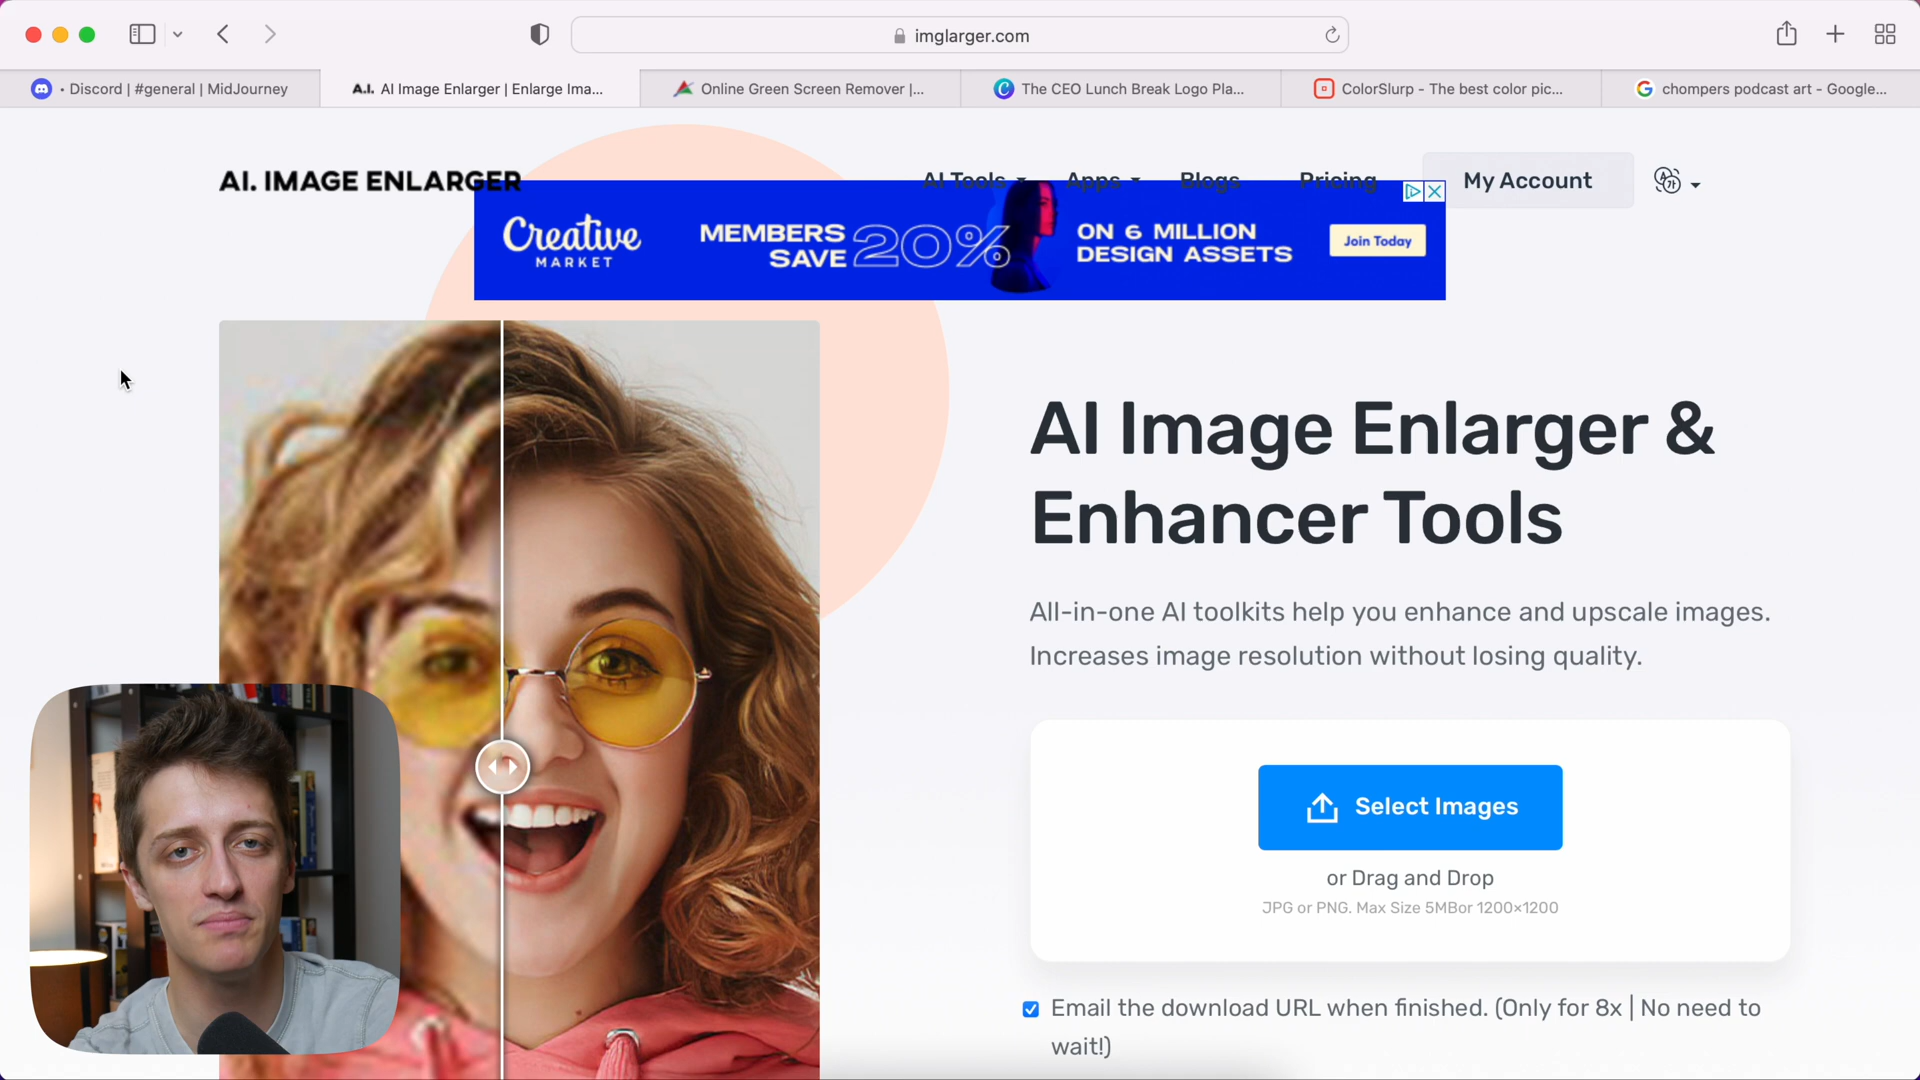 imglarger.com
• Discord | #general | MidJourney
A.I. AI Image Enlarger | Enlarge Ima...
Online Green Screen Remover |...
The CEO Lunch Break Logo Pla...
ColorSlurp - The best color pic...
chompers podcast art - Google...
AI. IMAGE ENLARGER
AI Tools
Apps
Blogs
Pricing
My Account
Creative
MARKET
MEMBERS
SAVE
20%
ON 6 MILLION
DESIGN ASSETS
Join Today
AI Image Enlarger &
Enhancer Tools
All-in-one AI toolkits help you enhance and upscale images.
Increases image resolution without losing quality.
Select Images
or Drag and Drop
JPG or PNG. Max Size 5MBor 1200×1200
Email the download URL when finished. (Only for 8x | No need to
wait!)